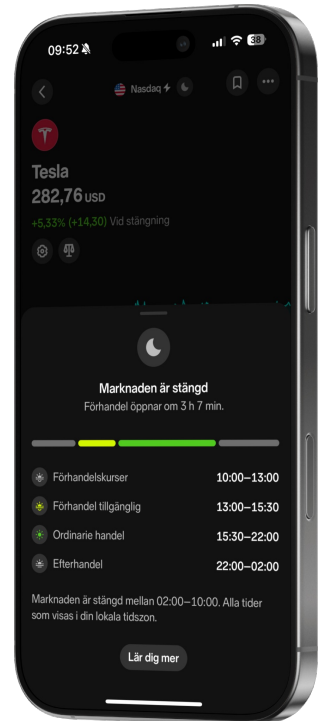 09:52
38
Nasdaq
Tesla
282,76 USD
+5,33% (+14,30) Vid stängning
Marknaden är stängd
Förhandel öppnar om 3 h 7 min.
Förhandelskurser 10:00–13:00
Förhandel tillgänglig 13:00–15:30
Ordinarie handel 15:30–22:00
Efterhandel 22:00–02:00
Marknaden är stängd mellan 02:00–10:00. Alla tider
som visas i din lokala tidszon.
Lär dig mer